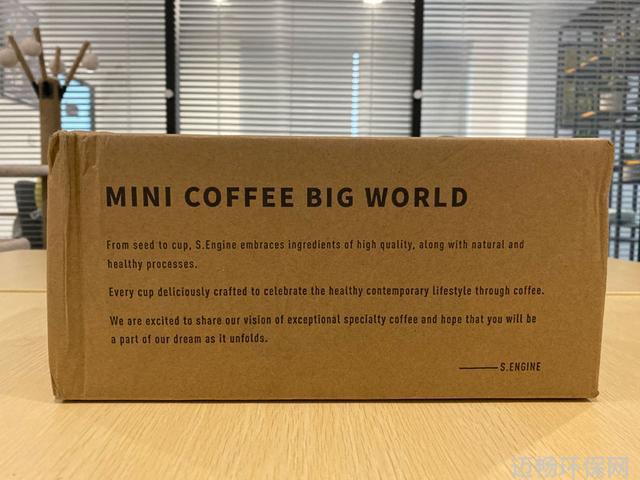 MINI COFFEE BIG WORLD
From seed to cup, S.Engine embraces ingredients of high quality, along with natural and
healthy processes.
Every cup deliciously crafted to celebrate the healthy contemporary lifestyle through coffee.
We are excited to share our vision of exceptional specialty coffee and hope that you will be
a part of our dream as it unfolds.
——S.ENGINE
迈畅环保网